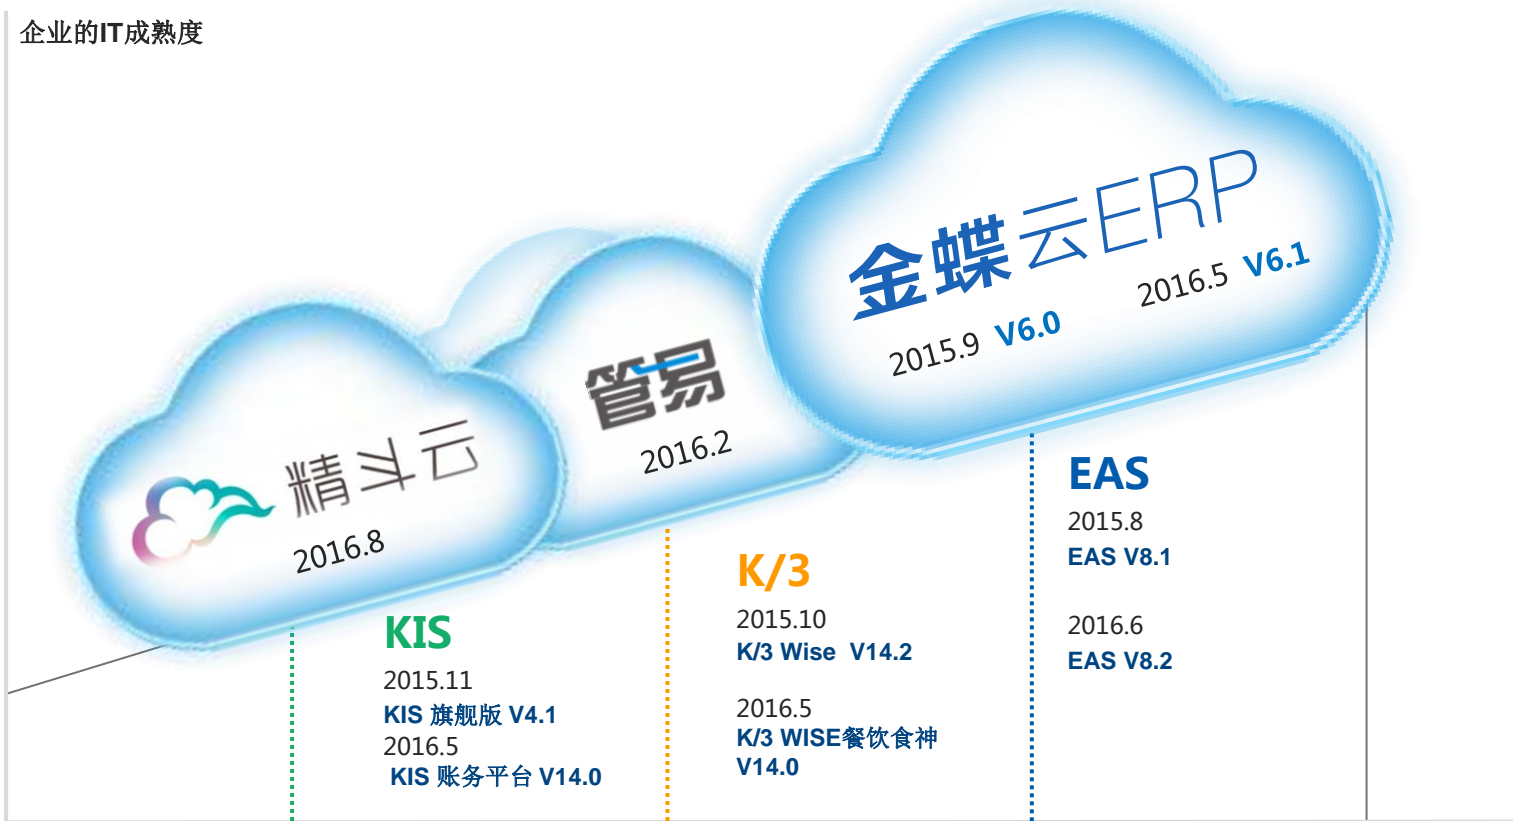 企业的IT成熟度
金蝶云ERP
2015.9 V6.0
2016.5 V6.1
管易
2016.2
精斗云
2016.8
KIS
2015.11
KIS 旗舰版 V4.1
2016.5
KIS 账务平台 V14.0
K/3
2015.10
K/3 Wise V14.2
2016.5
K/3 WISE餐饮食神
V14.0
EAS
2015.8
EAS V8.1
2016.6
EAS V8.2